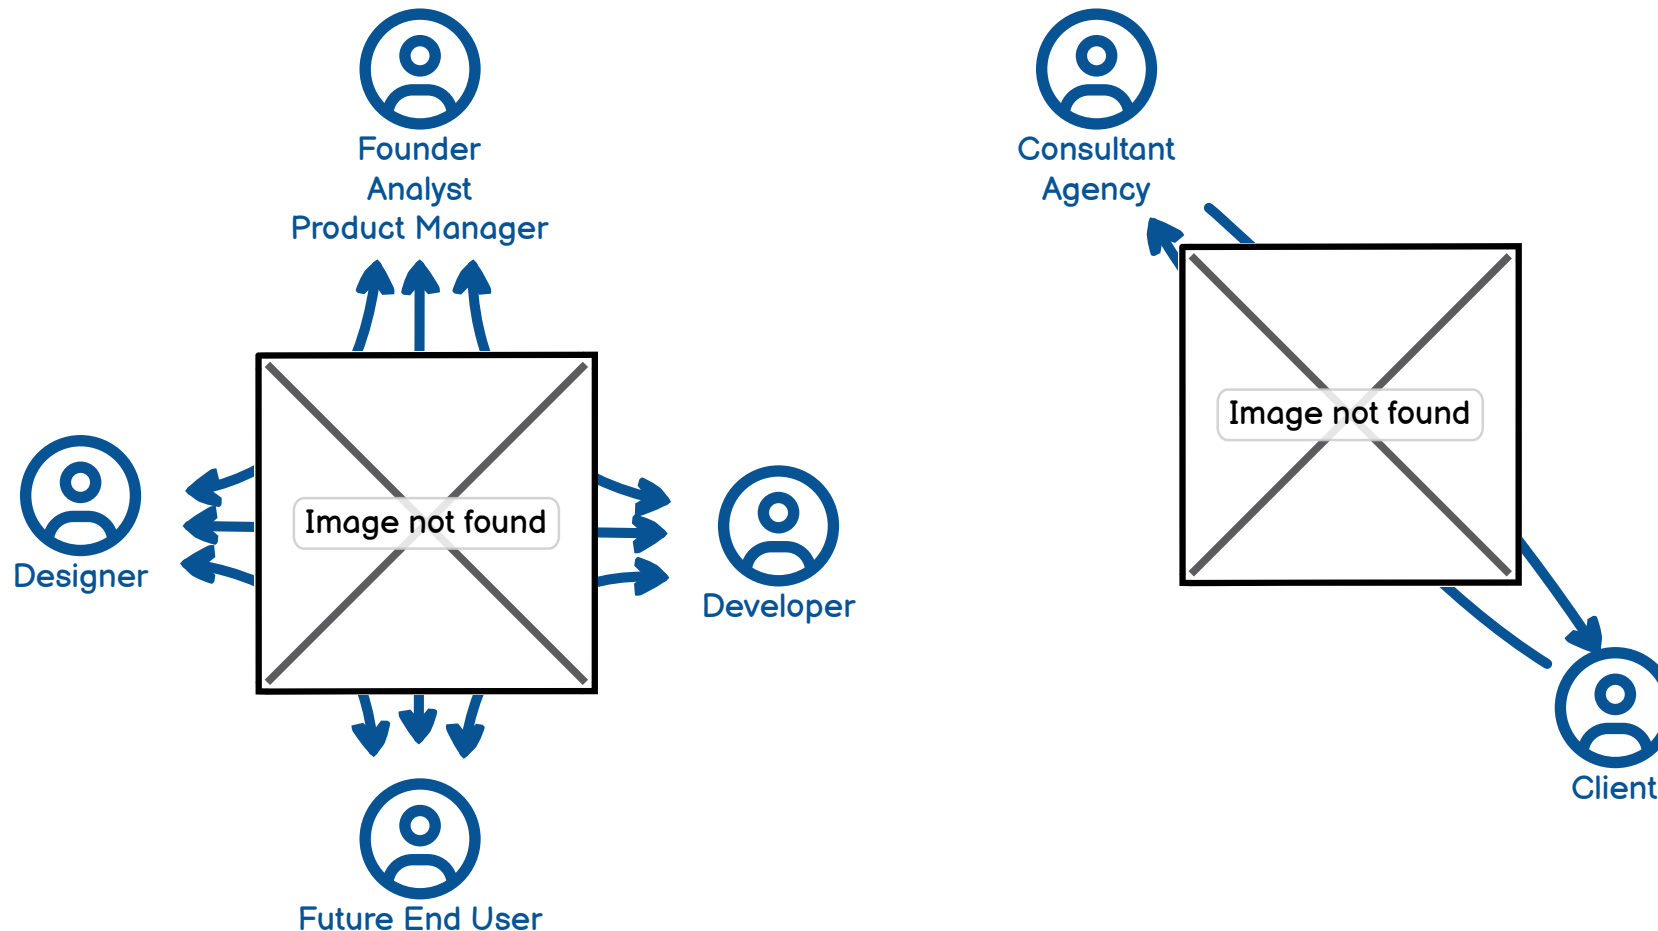 Founder
Analyst
Product Manager
Image not found
Designer
Developer
Future End User
Consultant
Agency
Image not found
Client